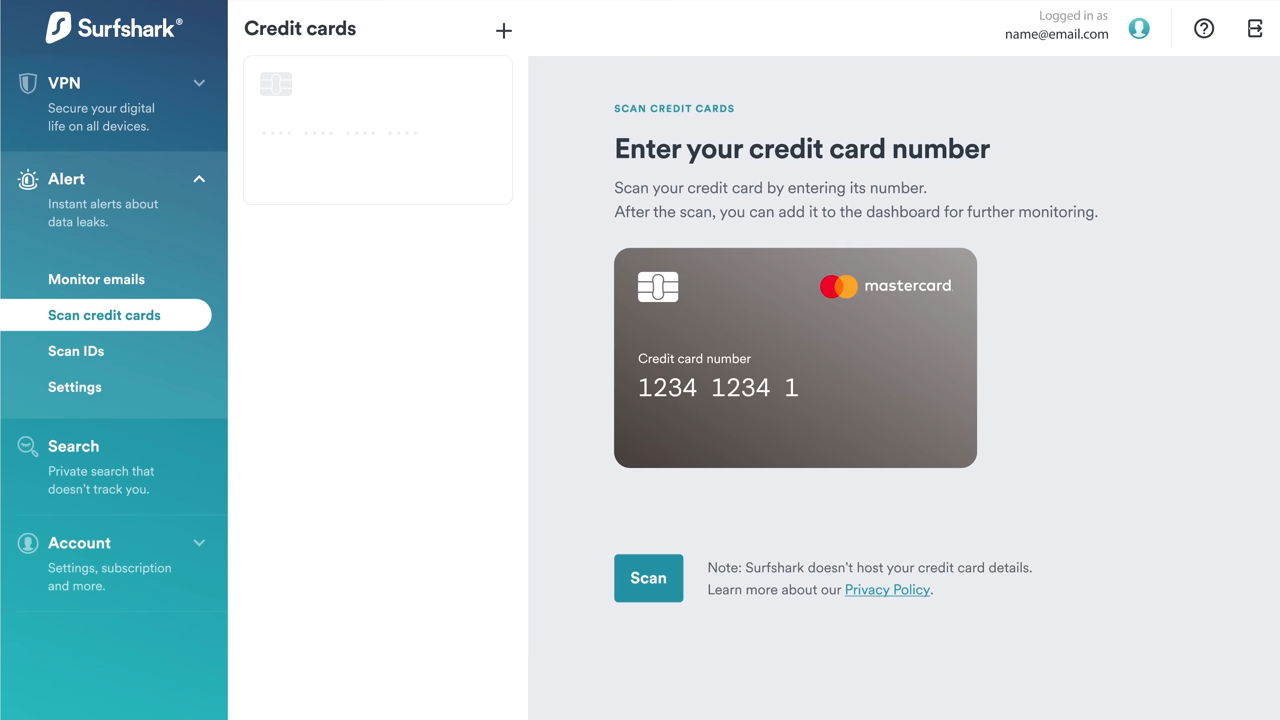 Surfshark®
VPN
Secure your digital
life on all devices.
Alert
Instant alerts about
data leaks.
Monitor emails
Scan credit cards
Scan IDs
Settings
Search
Private search that
doesn't track you.
Account
Settings, subscription
and more.
Credit cards
Logged in as
name@email.com
SCAN CREDIT CARDS
Enter your credit card number
Scan your credit card by entering its number.
After the scan, you can add it to the dashboard for further monitoring.
mastercard.
Credit card number
1234 1234 1
Scan
Note: Surfshark doesn't host your credit card details.
Learn more about our Privacy Policy.